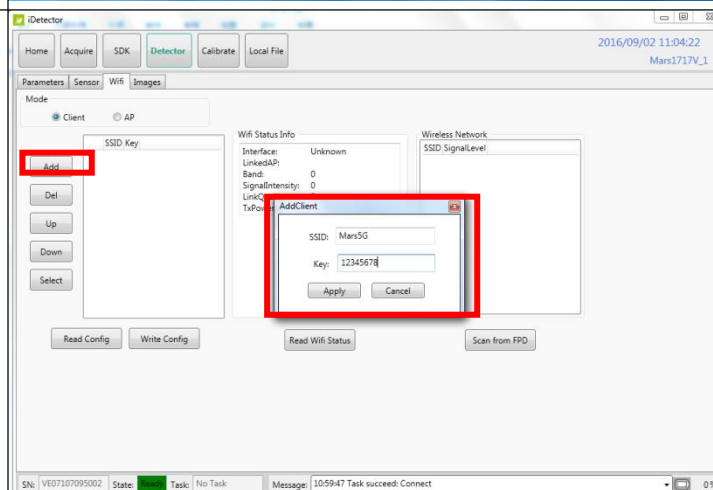 iDetector
Home Acquire SDK Detector Calibrate Local File
2016/09/02 11:04:22
Mars1717V_1
Parameters Sensor Wifi Images
Mode
Client AP
SSID Key
Add
Del
Up
Down
Select
Read Config Write Config
Wifi Status Info
Interface: Unknown
LinkedAP:
Band: 0
SignalIntensity: 0
TxPower
Read Wifi Status
Wireless Network
SSID SignalLevel
Scan from FPD
AddClient
SSID: Mars5G
Key: 12345678
Apply Cancel
SN: VE07107095002 State: Ready Task: No Task Message: 10:59:47 Task succeed: Connect